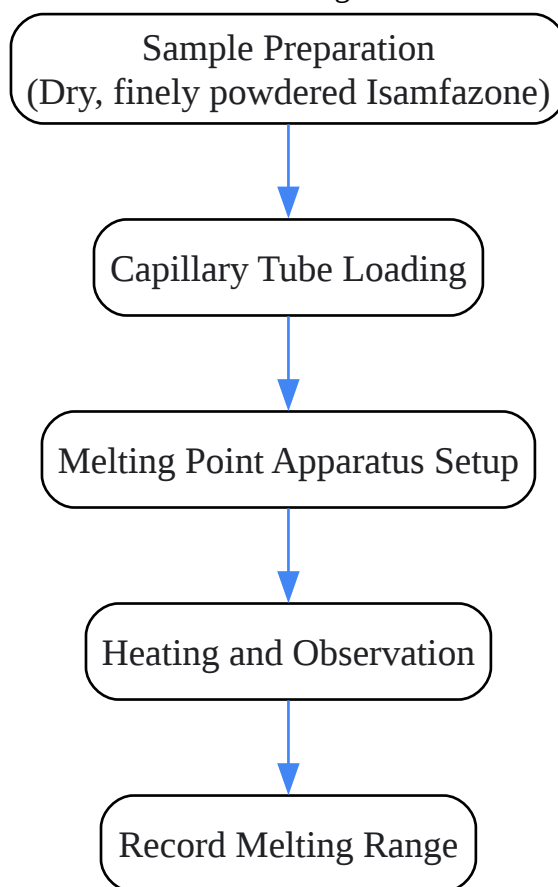 Sample Preparation
(Dry, finely powdered Isamfazone)
Capillary Tube Loading
Melting Point Apparatus Setup
Heating and Observation
Record Melting Range